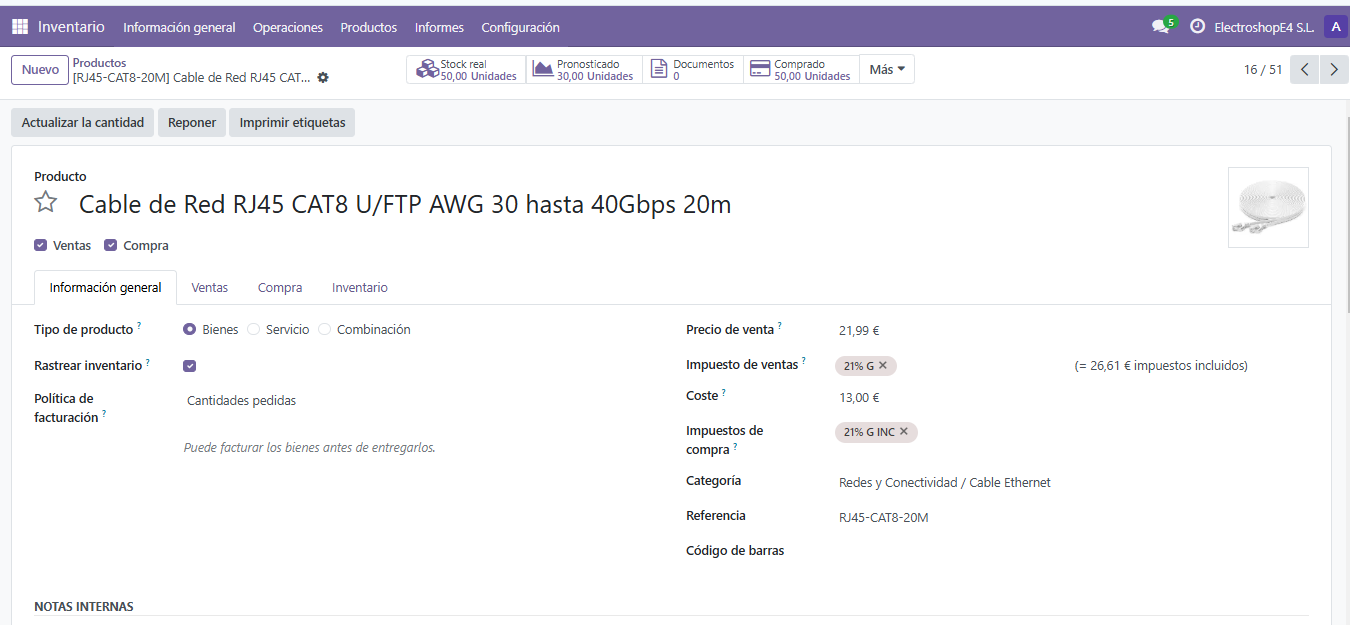 Inventario Información general Operaciones Productos Informes Configuración 5 ElectroshopE4 S.L. A
Nuevo
Productos
[RJ45-CAT8-20M] Cable de Red RJ45 CAT...
Stock real
50,00 Unidades
Pronosticado
30,00 Unidades
Documentos
0
Comprado
50,00 Unidades
Más
16 / 51
Actualizar la cantidad Reponer Imprimir etiquetas
Producto
Cable de Red RJ45 CAT8 U/FTP AWG 30 hasta 40Gbps 20m
Ventas Compra
Información general Ventas Compra Inventario
Tipo de producto ? Bienes Servicio Combinación
Rastrear inventario ?
Política de
facturación ?
Cantidades pedidas
Puede facturar los bienes antes de entregarlos.
Precio de venta ? 21,99 €
Impuesto de ventas ? 21% G ✕ (= 26,61 € impuestos incluidos)
Coste ? 13,00 €
Impuestos de
compra ?
21% G INC ✕
Categoría Redes y Conectividad / Cable Ethernet
Referencia RJ45-CAT8-20M
Código de barras
NOTAS INTERNAS